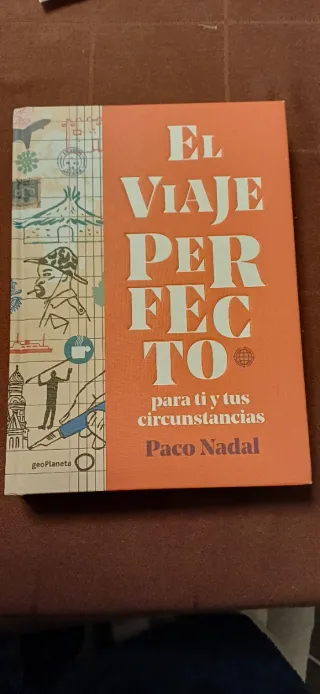 EL
VIAJE
PER
FEC
TO
para ti y tus
circunstancias
Paco Nadal
geoPlaneta